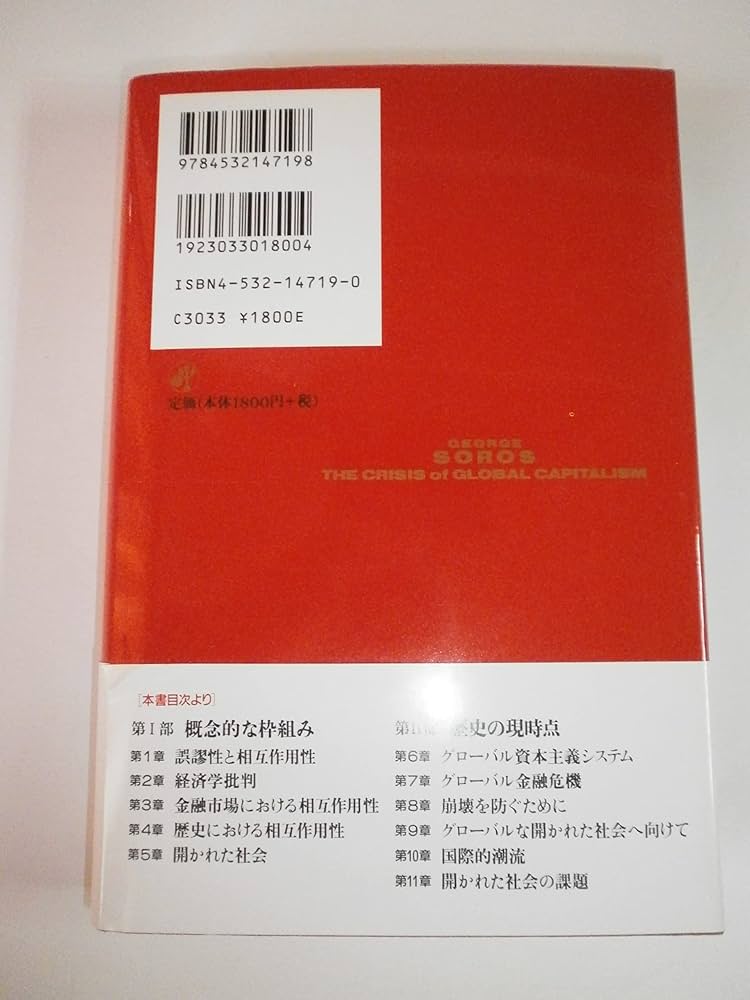 9784532147198
1923033018004
ISBN4-532-14719-0
C3033 ¥1800E
定価(本体1800円+税)
GEORGE
SOROS
THE CRISIS of GLOBAL CAPITALISM
[本書目次より]
第Ⅰ部 概念的な枠組み
第1章 誤謬性と相互作用性
第2章 経済学批判
第3章 金融市場における相互作用性
第4章 歴史における相互作用性
第5章 開かれた社会
歴史の現時点
第6章 グローバル資本主義システム
第7章 グローバル金融危機
第8章 崩壊を防ぐために
第9章 グローバルな開かれた社会へ向けて
第10章 国際的潮流
第11章 開かれた社会の課題